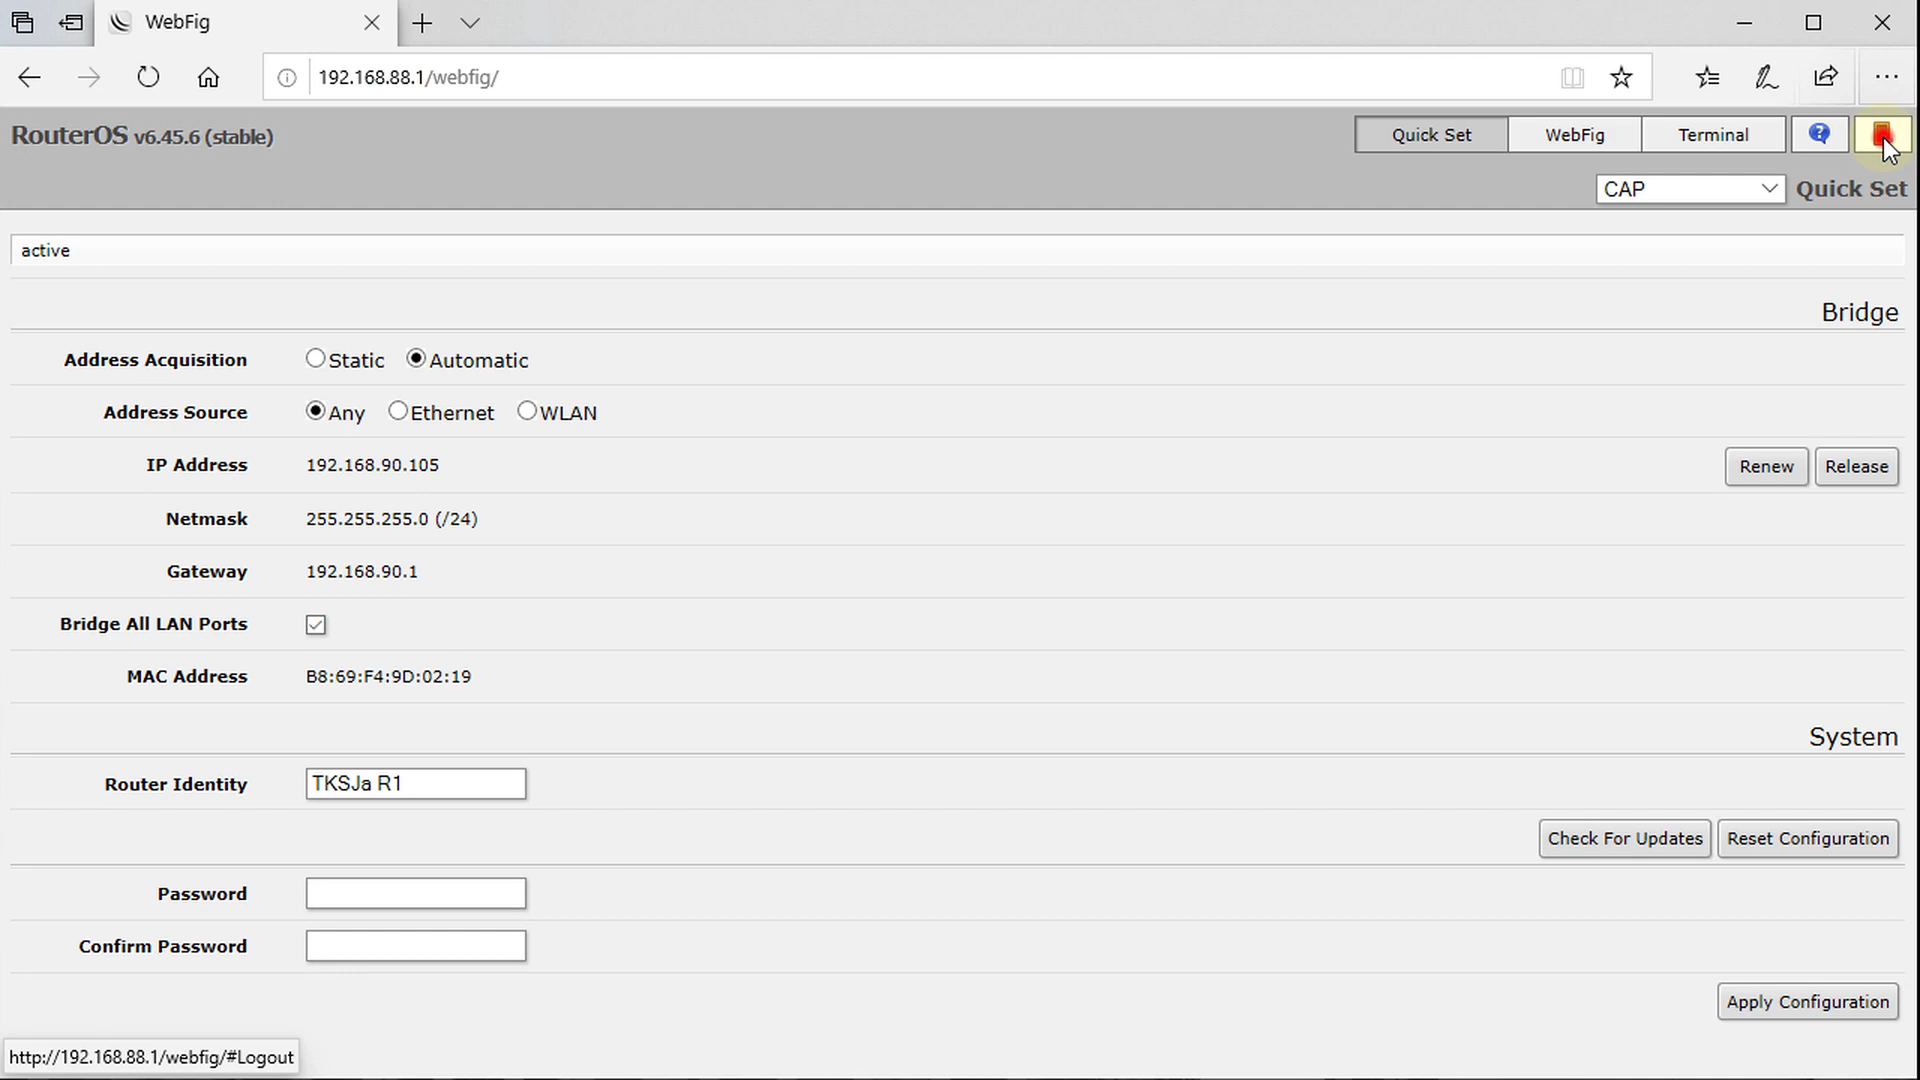 WebFig
192.168.88.1/webfig/
RouterOS v6.45.6 (stable)
Quick Set
WebFig
Terminal
?
CAP
Quick Set
active
Bridge
Address Acquisition
Static
Automatic
Address Source
Any
Ethernet
WLAN
IP Address
192.168.90.105
Renew
Release
Netmask
255.255.255.0 (/24)
Gateway
192.168.90.1
Bridge All LAN Ports
MAC Address
B8:69:F4:9D:02:19
System
Router Identity
TKSJa R1
Check For Updates
Reset Configuration
Password
Confirm Password
Apply Configuration
http://192.168.88.1/webfig/#Logout